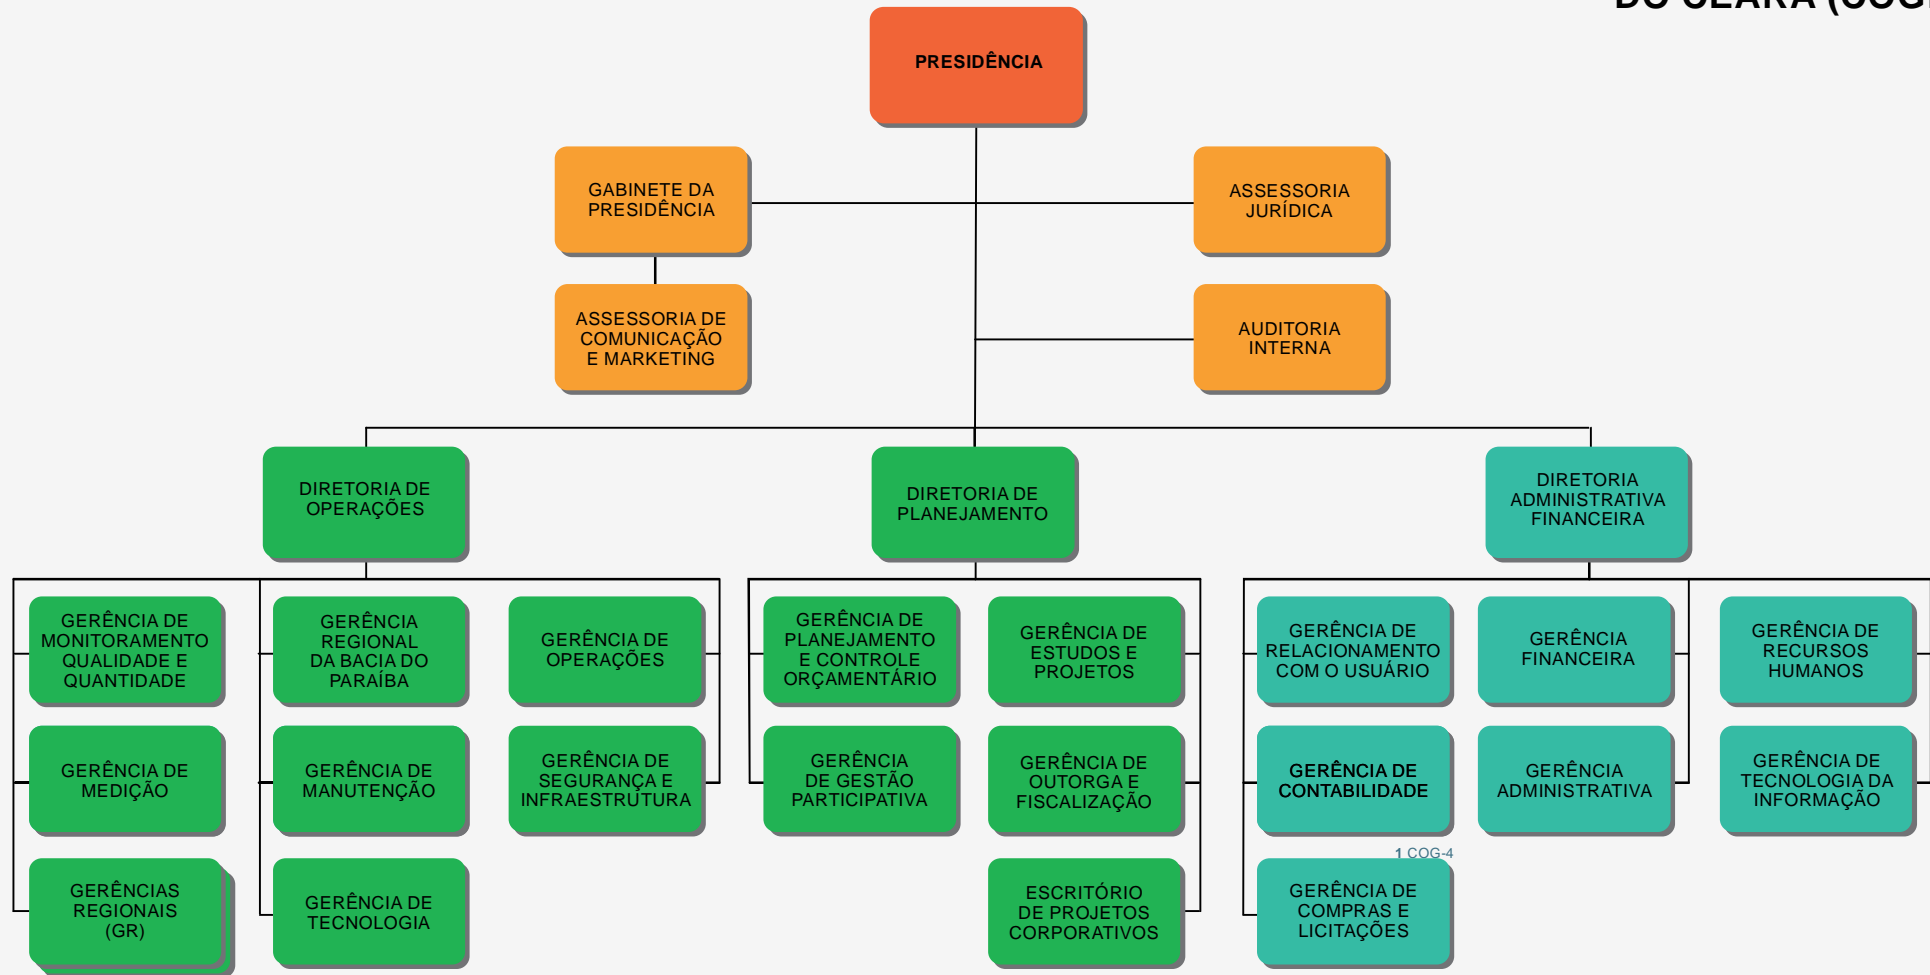 DO CEARÁ (COGE
PRESIDÊNCIA
GABINETE DA
PRESIDÊNCIA
ASSESSORIA
JURÍDICA
ASSESSORIA DE
COMUNICAÇÃO
E MARKETING
AUDITORIA
INTERNA
DIRETORIA DE
OPERAÇÕES
DIRETORIA DE
PLANEJAMENTO
DIRETORIA
ADMINISTRATIVA
FINANCEIRA
GERÊNCIA DE
MONITORAMENTO
QUALIDADE E
QUANTIDADE
GERÊNCIA
REGIONAL
DA BACIA DO
PARAÍBA
GERÊNCIA DE
OPERAÇÕES
GERÊNCIA DE
PLANEJAMENTO
E CONTROLE
ORÇAMENTÁRIO
GERÊNCIA DE
ESTUDOS E
PROJETOS
GERÊNCIA DE
RELACIONAMENTO
COM O USUÁRIO
GERÊNCIA
FINANCEIRA
GERÊNCIA DE
RECURSOS
HUMANOS
GERÊNCIA DE
MEDIÇÃO
GERÊNCIA DE
MANUTENÇÃO
GERÊNCIA DE
SEGURANÇA E
INFRAESTRUTURA
GERÊNCIA
DE GESTÃO
PARTICIPATIVA
GERÊNCIA DE
OUTORGA E
FISCALIZAÇÃO
GERÊNCIA DE
CONTABILIDADE
GERÊNCIA
ADMINISTRATIVA
GERÊNCIA DE
TECNOLOGIA DA
INFORMAÇÃO
1 COG-4
GERÊNCIAS
REGIONAIS
(GR)
GERÊNCIA DE
TECNOLOGIA
ESCRITÓRIO
DE PROJETOS
CORPORATIVOS
GERÊNCIA DE
COMPRAS E
LICITAÇÕES